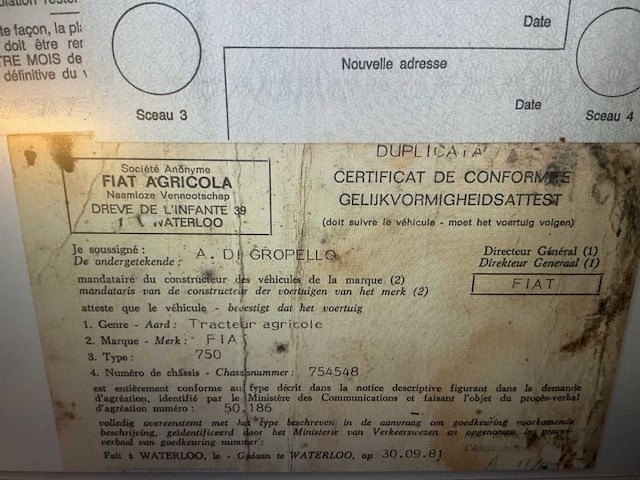 te façon, la pla
doit être rer
TRE MOIS de
définitive du v
Sceau 3
Date
Nouvelle adresse
Date
Sceau 4
Société Anonyme
FIAT AGRICOLA
Naamloze Vennootschap
DREVE DE L'INFANTE 39
WATERLOO
DUPLICATA
CERTIFICAT DE CONFORMITE
GELIJKVORMIGHEIDSATTEST
(doit suivre le véhicule - moet het voertuig volgen)
Je soussigné :
De ondergetekende : A. DI GROPELLO
Directeur Général (1)
Direkteur Generaal (1)
mandataire du constructeur des véhicules de la marque (2)
mandataris van de constructeur der voertuigen van het merk (2)
FIAT
atteste que le véhicule - bevestigt dat het voertuig
1. Genre - Aard : Tracteur agricole
2. Marque - Merk : FIAT
3. Type : 750
4. Numéro de châssis - Chassisnummer : 754548
est entièrement conforme au type décrit dans la notice descriptive figurant dans la demande
d'agréation, identifié par le Ministère des Communications et faisant l'objet du procès-verbal
d'agréation numéro : 50.186
volledig overeenstemt met het type beschreven in de aanvraag om goedkeuring voorkomende
beschrijving, geïdentificeerd door het Ministerie van Verkeerswezen en opgenomen in proces-
verbaal van goedkeuring nummer :
Fait à WATERLOO, le - Gedaan te WATERLOO, op 30.09.81